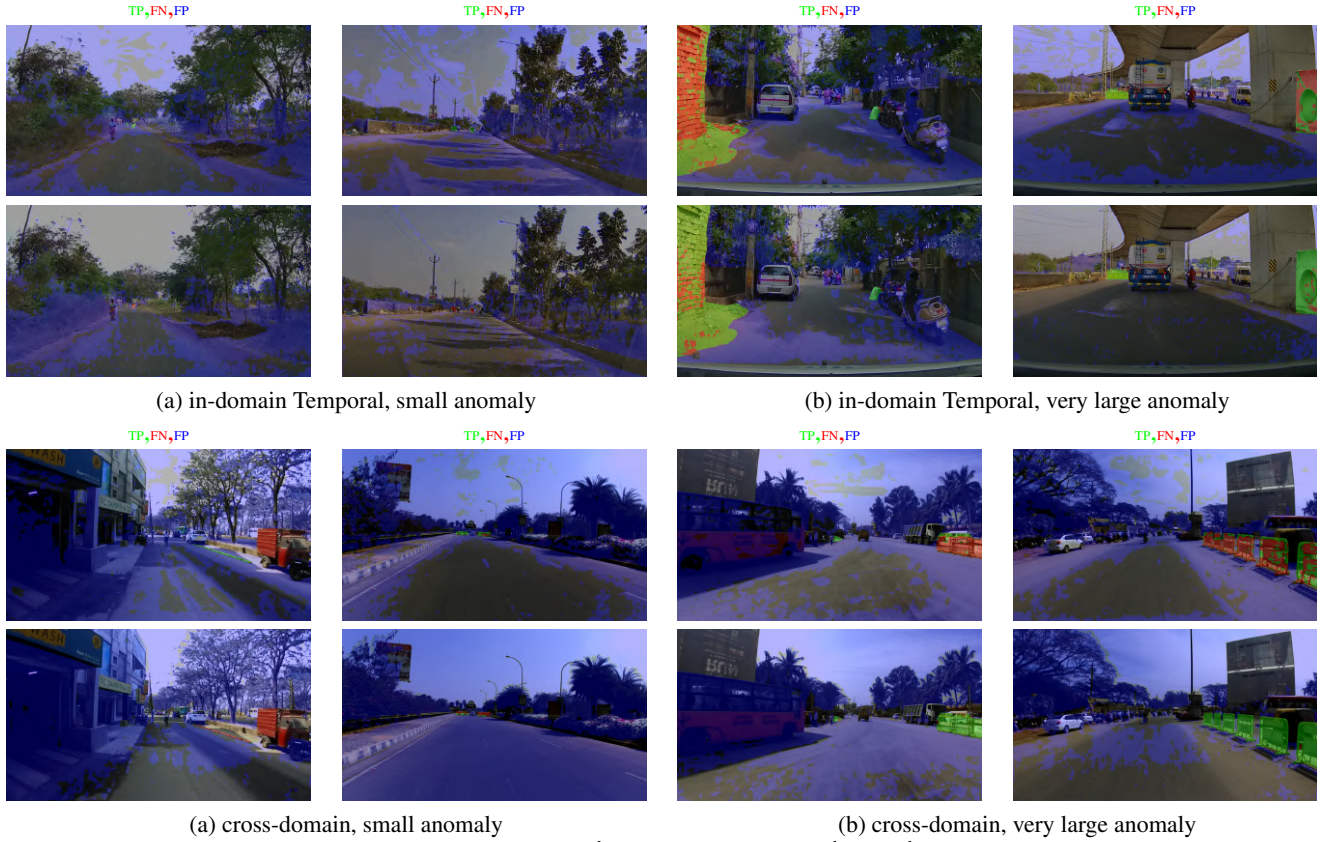 TP,FN,FP TP,FN,FP TP,FN,FP TP,FN,FP
(a) in-domain Temporal, small anomaly (b) in-domain Temporal, very large anomaly
TP,FN,FP TP,FN,FP TP,FN,FP TP,FN,FP
WASH
WASH
(a) cross-domain, small anomaly (b) cross-domain, very large anomaly